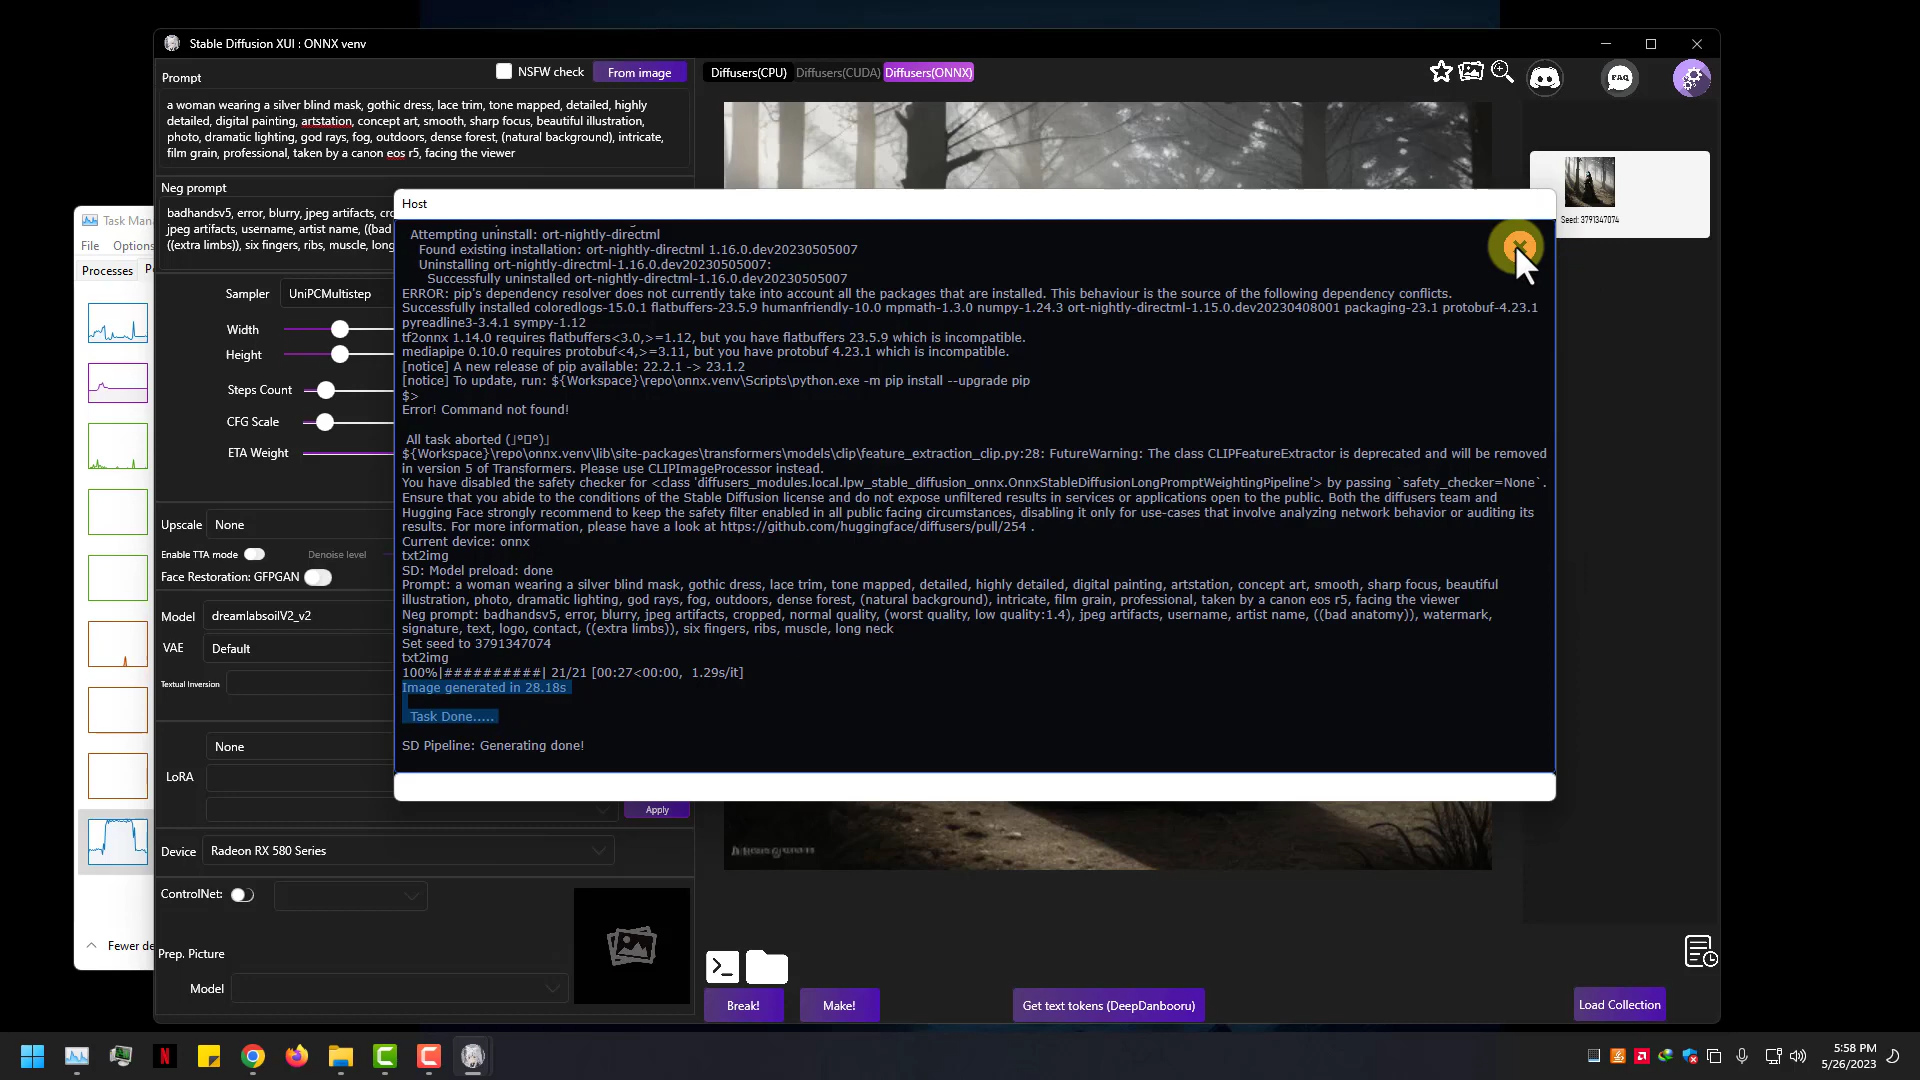 Stable Diffusion XUI : ONNX venv
Prompt
NSFW check
From image
Diffusers(CPU)
Diffusers(CUDA)
Diffusers(ONNX)
FAQ
a woman wearing a silver blind mask, gothic dress, lace trim, tone mapped, detailed, highly
detailed, digital painting, artstation, concept art, smooth, sharp focus, beautiful illustration,
photo, dramatic lighting, god rays, fog, outdoors, dense forest, (natural background), intricate,
film grain, professional, taken by a canon eos r5, facing the viewer
Seed: 3791347074
Neg prompt
badhandsv5, error, blurry, jpeg artifacts, cro
jpeg artifacts, username, artist name, ((bad
((extra limbs)), six fingers, ribs, muscle, long
Task Man
File
Options
Processes
Sampler
UniPCMultistep
Width
Height
Steps Count
CFG Scale
ETA Weight
Upscale
None
Enable TTA mode
Denoise level
Face Restoration: GFPGAN
Model
dreamlabsoilV2_v2
VAE
Default
Textual Inversion
None
LoRA
Apply
Device
Radeon RX 580 Series
ControlNet:
Fewer de
Prep. Picture
Model
Host
Attempting uninstall: ort-nightly-directml
Found existing installation: ort-nightly-directml 1.16.0.dev20230505007
Uninstalling ort-nightly-directml-1.16.0.dev20230505007:
Successfully uninstalled ort-nightly-directml-1.16.0.dev20230505007
ERROR: pip's dependency resolver does not currently take into account all the packages that are installed. This behaviour is the source of the following dependency conflicts.
Successfully installed coloredlogs-15.0.1 flatbuffers-23.5.9 humanfriendly-10.0 mpmath-1.3.0 numpy-1.24.3 ort-nightly-directml-1.15.0.dev20230408001 packaging-23.1 protobuf-4.23.1
pyreadline3-3.4.1 sympy-1.12
tf2onnx 1.14.0 requires flatbuffers<3.0,>=1.12, but you have flatbuffers 23.5.9 which is incompatible.
mediapipe 0.10.0 requires protobuf<4,>=3.11, but you have protobuf 4.23.1 which is incompatible.
[notice] A new release of pip available: 22.2.1 -> 23.1.2
[notice] To update, run: ${Workspace}\repo\onnx.venv\Scripts\python.exe -m pip install --upgrade pip
$>
Error! Command not found!
All task aborted (｣°▯°)｣
${Workspace}\repo\onnx.venv\lib\site-packages\transformers\models\clip\feature_extraction_clip.py:28: FutureWarning: The class CLIPFeatureExtractor is deprecated and will be removed
in version 5 of Transformers. Please use CLIPImageProcessor instead.
You have disabled the safety checker for <class 'diffusers_modules.local.lpw_stable_diffusion_onnx.OnnxStableDiffusionLongPromptWeightingPipeline'> by passing `safety_checker=None`.
Ensure that you abide to the conditions of the Stable Diffusion license and do not expose unfiltered results in services or applications open to the public. Both the diffusers team and
Hugging Face strongly recommend to keep the safety filter enabled in all public facing circumstances, disabling it only for use-cases that involve analyzing network behavior or auditing its
results. For more information, please have a look at https://github.com/huggingface/diffusers/pull/254 .
Current device: onnx
txt2img
SD: Model preload: done
Prompt: a woman wearing a silver blind mask, gothic dress, lace trim, tone mapped, detailed, highly detailed, digital painting, artstation, concept art, smooth, sharp focus, beautiful
illustration, photo, dramatic lighting, god rays, fog, outdoors, dense forest, (natural background), intricate, film grain, professional, taken by a canon eos r5, facing the viewer
Neg prompt: badhandsv5, error, blurry, jpeg artifacts, cropped, normal quality, (worst quality, low quality:1.4), jpeg artifacts, username, artist name, ((bad anatomy)), watermark,
signature, text, logo, contact, ((extra limbs)), six fingers, ribs, muscle, long neck
Set seed to 3791347074
txt2img
100%|##########| 21/21 [00:27<00:00,  1.29s/it]
Image generated in 28.18s
Task Done.....
SD Pipeline: Generating done!
Break!
Make!
Get text tokens (DeepDanbooru)
Load Collection
5:58 PM
5/26/2023